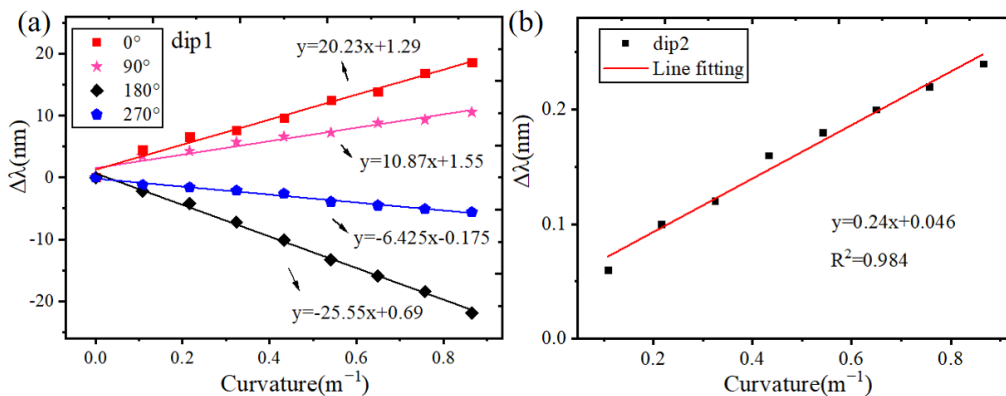 (a)
0° dip1
90°
180°
270°
y=20.23x+1.29
y=10.87x+1.55
y=-6.425x-0.175
y=-25.55x+0.69
20
10
0
-10
-20
Δλ(nm)
0.0 0.2 0.4 0.6 0.8
Curvature(m⁻¹)
(b)
dip2
Line fitting
y=0.24x+0.046
R²=0.984
0.2
0.1
0.0
Δλ(nm)
0.2 0.4 0.6 0.8
Curvature(m⁻¹)